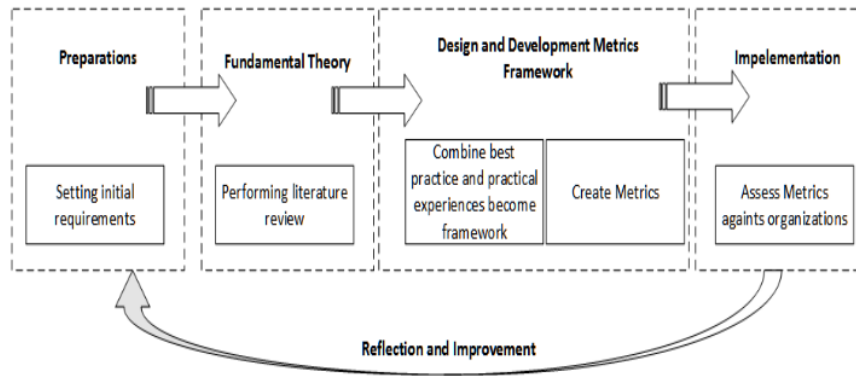 Preparations
Setting initial
requirements
Fundamental Theory
Performing literature
review
Design and Development Metrics
Framework
Combine best
practice and practical
experiences become
framework
Create Metrics
Impelementation
Assess Metrics
againts organizations
Reflection and Improvement